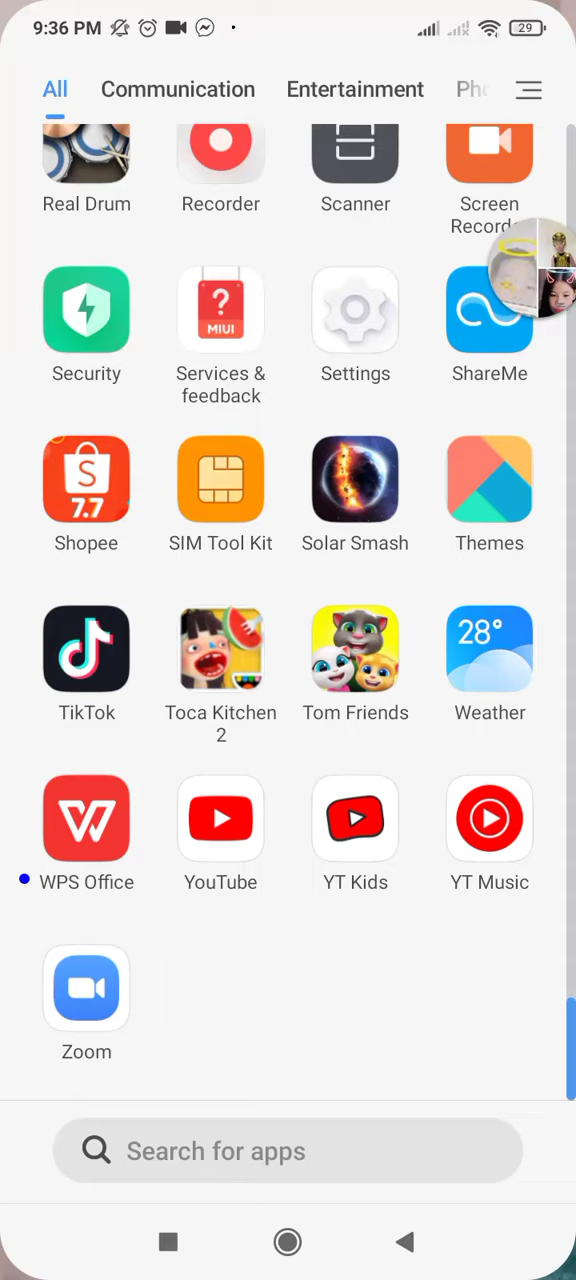 9:36 PM 29
All Communication Entertainment Pho
Real Drum Recorder Scanner Screen
Recorde
?
MIUI
Security Services & Settings ShareMe
feedback
S
7.7
Shopee SIM Tool Kit Solar Smash Themes
28°
TikTok Toca Kitchen Tom Friends Weather
2
WPS Office YouTube YT Kids YT Music
Zoom
Search for apps